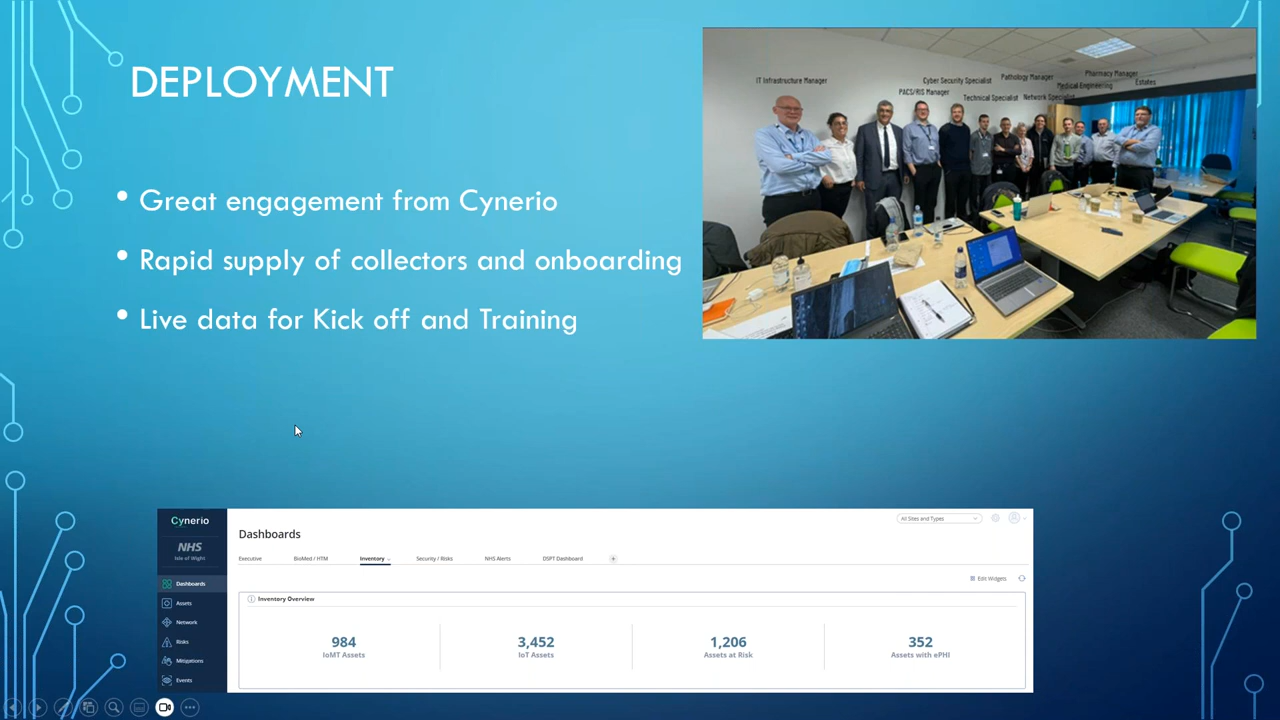 DEPLOYMENT
• Great engagement from Cynerio
• Rapid supply of collectors and onboarding
• Live data for Kick off and Training
IT Infrastructure Manager
Cyber Security Specialist
Pathology Manager
Pharmacy Manager
PACS/RIS Manager
Technical Specialist
Network Specialist
Medical Engineering
Estates
Cynerio
NHS
Isle of Wight
Dashboards
Assets
Network
Risks
Mitigations
Events
Dashboards
All Sites and Types
Executive
BioMed / HTM
Inventory
Security / Risks
NHS Alerts
DSPT Dashboard
+
Edit Widgets
Inventory Overview
984
IoMT Assets
3,452
IoT Assets
1,206
Assets at Risk
352
Assets with ePHI